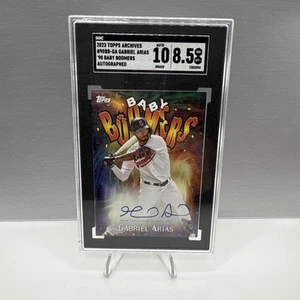 SGC
2023 TOPPS ARCHIVES
#98BB-GA GABRIEL ARIAS
'98 BABY BOOMERS
AUTOGRAPHED
AUTO
10
GRADE
8.5
Topps
BABY
BOOMERS
GABRIEL ARIAS